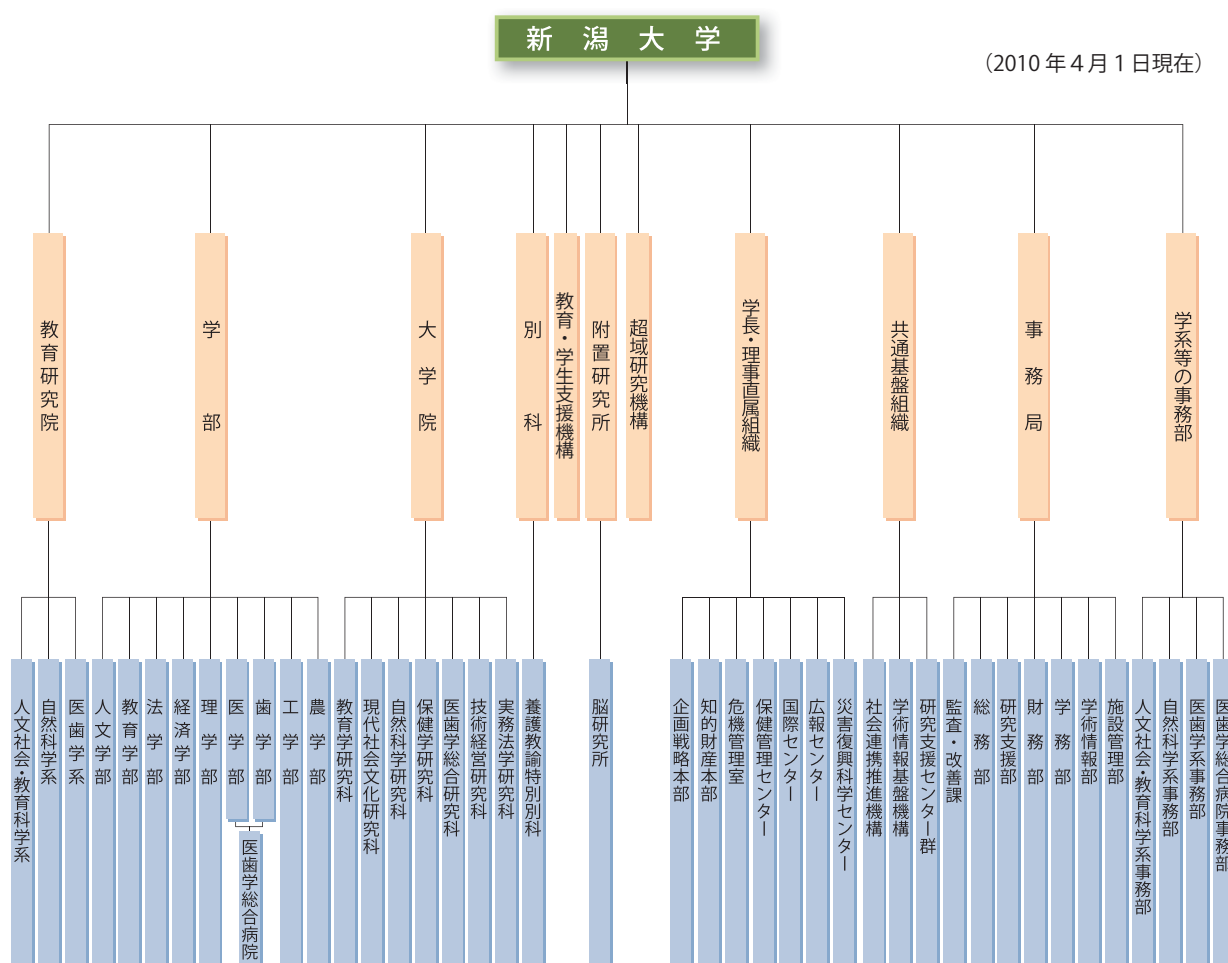 新潟大学
（2010年4月1日現在）
教育研究院
学部
大学院
別科
教育・学生支援機構
附置研究所
超域研究機構
学長・理事直属組織
共通基盤組織
事務局
学系等の事務部
人文社会・教育科学系
自然科学系
医歯学系
人文学部
教育学部
法学部
経済学部
理学部
医学部
歯学部
工学部
農学部
教育学研究科
現代社会文化研究科
自然科学研究科
保健学研究科
医歯学総合研究科
技術経営研究科
実務法学研究科
養護教諭特別別科
脳研究所
企画戦略本部
知的財産本部
危機管理室
保健管理センター
国際センター
広報センター
災害復興科学センター
社会連携推進機構
学術情報基盤機構
研究支援センター群
監査・改善課
総務部
研究支援部
財務部
学務部
学術情報部
施設管理部
人文社会・教育科学系事務部
自然科学系事務部
医歯学系事務部
医歯学総合病院事務部
医歯学総合病院